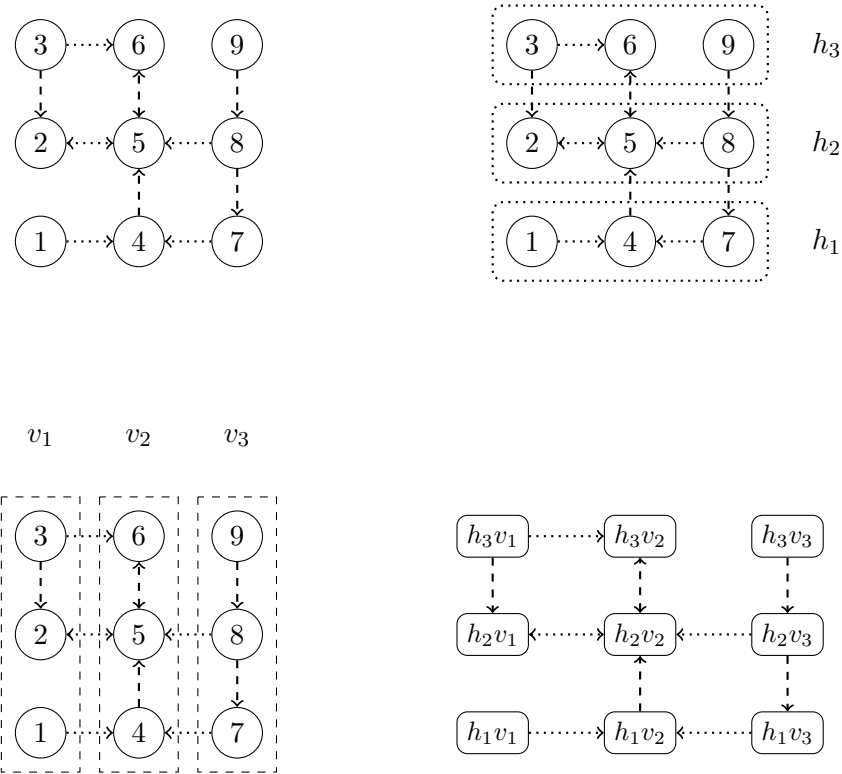 3 6 9
2 5 8
1 4 7
3 6 9 h₃
2 5 8 h₂
1 4 7 h₁
v₁ v₂ v₃
3 6 9
2 5 8
1 4 7
h₃v₁ h₃v₂ h₃v₃
h₂v₁ h₂v₂ h₂v₃
h₁v₁ h₁v₂ h₁v₃